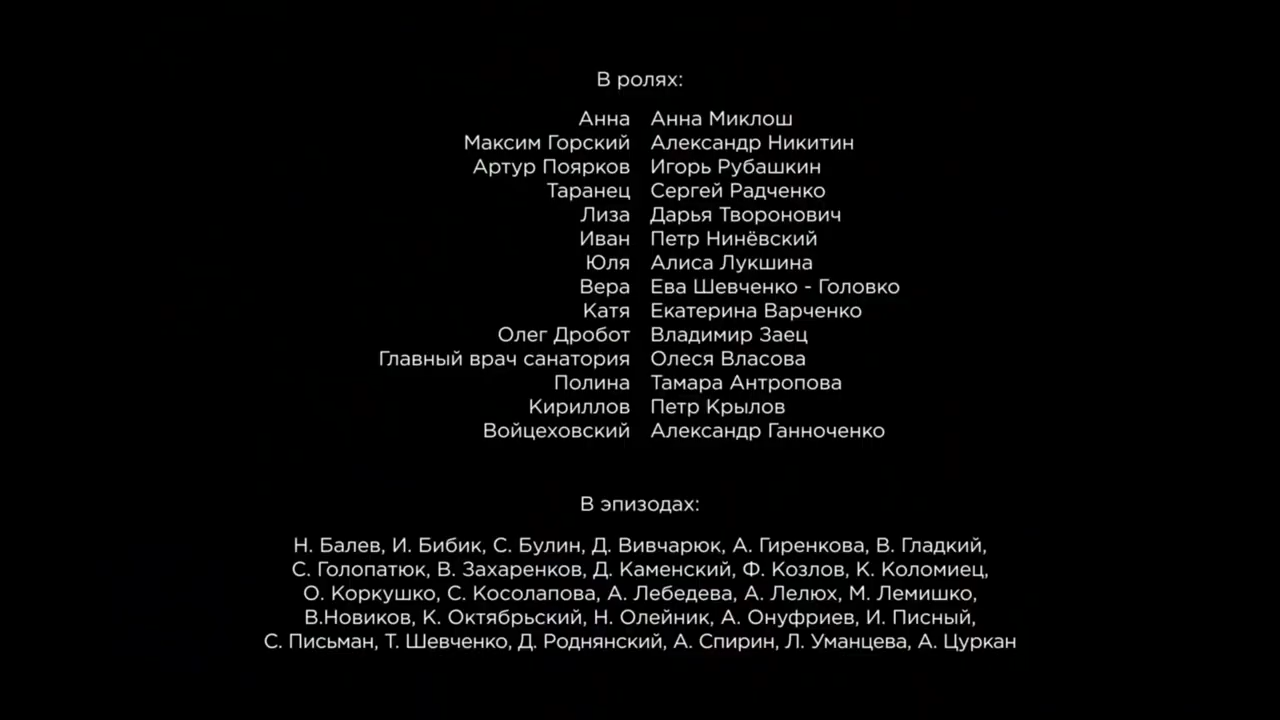 В ролях:
Анна Анна Миклош
Максим Горский Александр Никитин
Артур Поярков Игорь Рубашкин
Таранец Сергей Радченко
Лиза Дарья Творонович
Иван Петр Нинёвский
Юля Алиса Лукшина
Вера Ева Шевченко - Головко
Катя Екатерина Варченко
Олег Дробот Владимир Заец
Главный врач санатория Олеся Власова
Полина Тамара Антропова
Кириллов Петр Крылов
Войцеховский Александр Ганноченко
В эпизодах:
Н. Балев, И. Бибик, С. Булин, Д. Вивчарюк, А. Гиренкова, В. Гладкий,
С. Голопатюк, В. Захаренков, Д. Каменский, Ф. Козлов, К. Коломиец,
О. Коркушко, С. Косолапова, А. Лебедева, А. Лелюх, М. Лемишко,
В.Новиков, К. Октябрьский, Н. Олейник, А. Онуфриев, И. Писный,
С. Письман, Т. Шевченко, Д. Роднянский, А. Спирин, Л. Уманцева, А. Цуркан